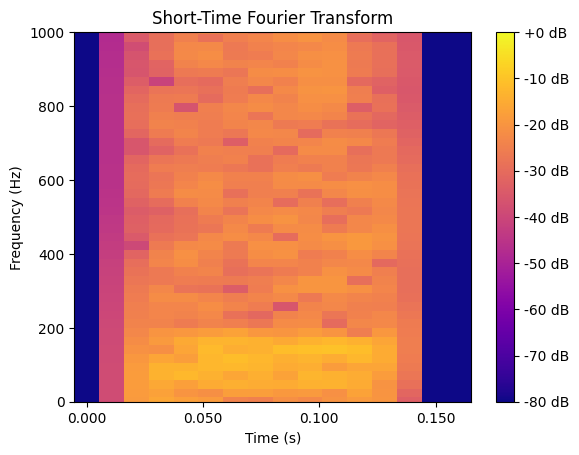 Short-Time Fourier Transform
1000
800
600
400
200
0
Frequency (Hz)
0.000
0.050
0.100
0.150
Time (s)
+0 dB
-10 dB
-20 dB
-30 dB
-40 dB
-50 dB
-60 dB
-70 dB
-80 dB